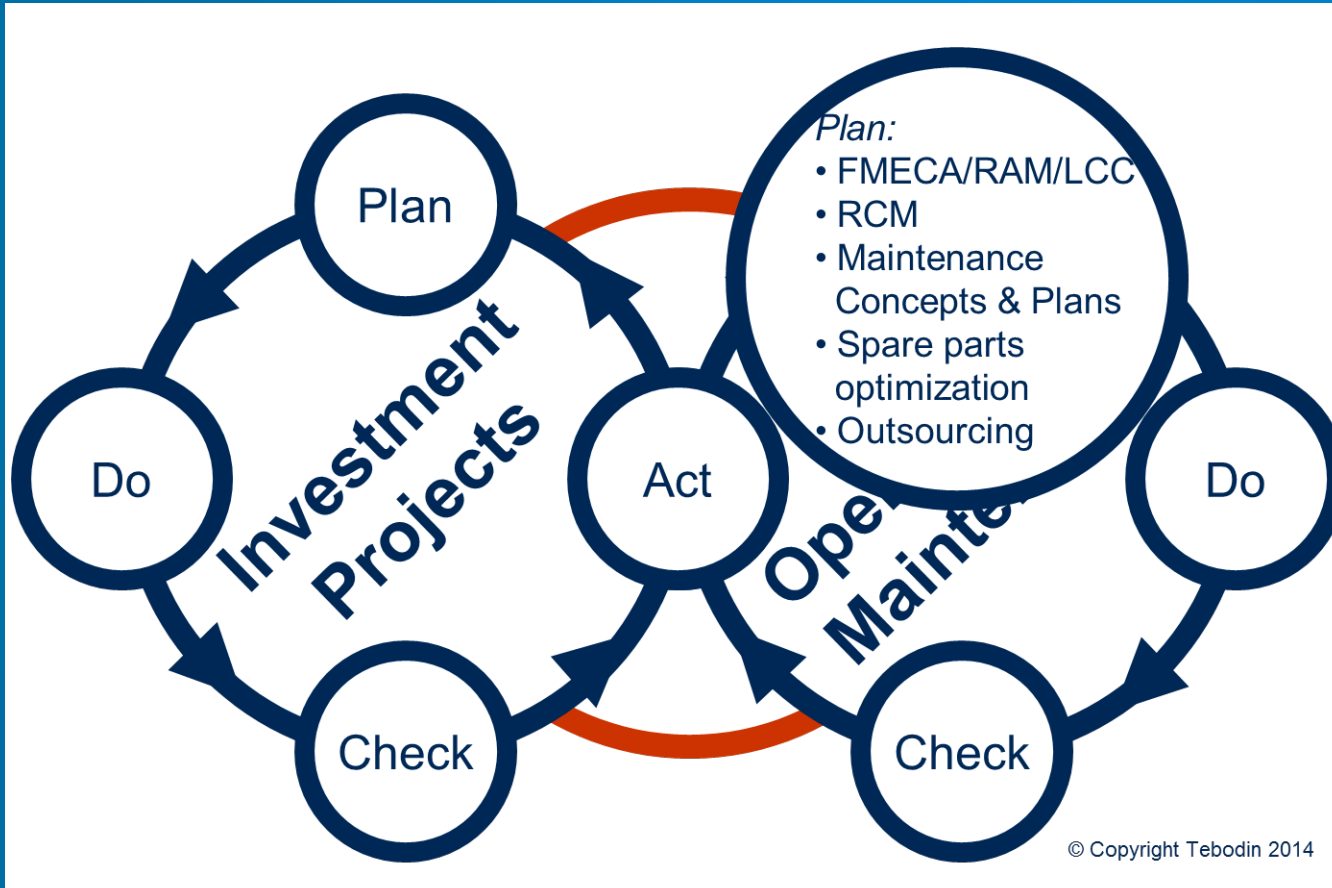 Plan
Do
Check
Act
Investment
Projects
Plan:
• FMECA/RAM/LCC
• RCM
• Maintenance
Concepts & Plans
• Spare parts
optimization
• Outsourcing
Do
Check
© Copyright Tebodin 2014